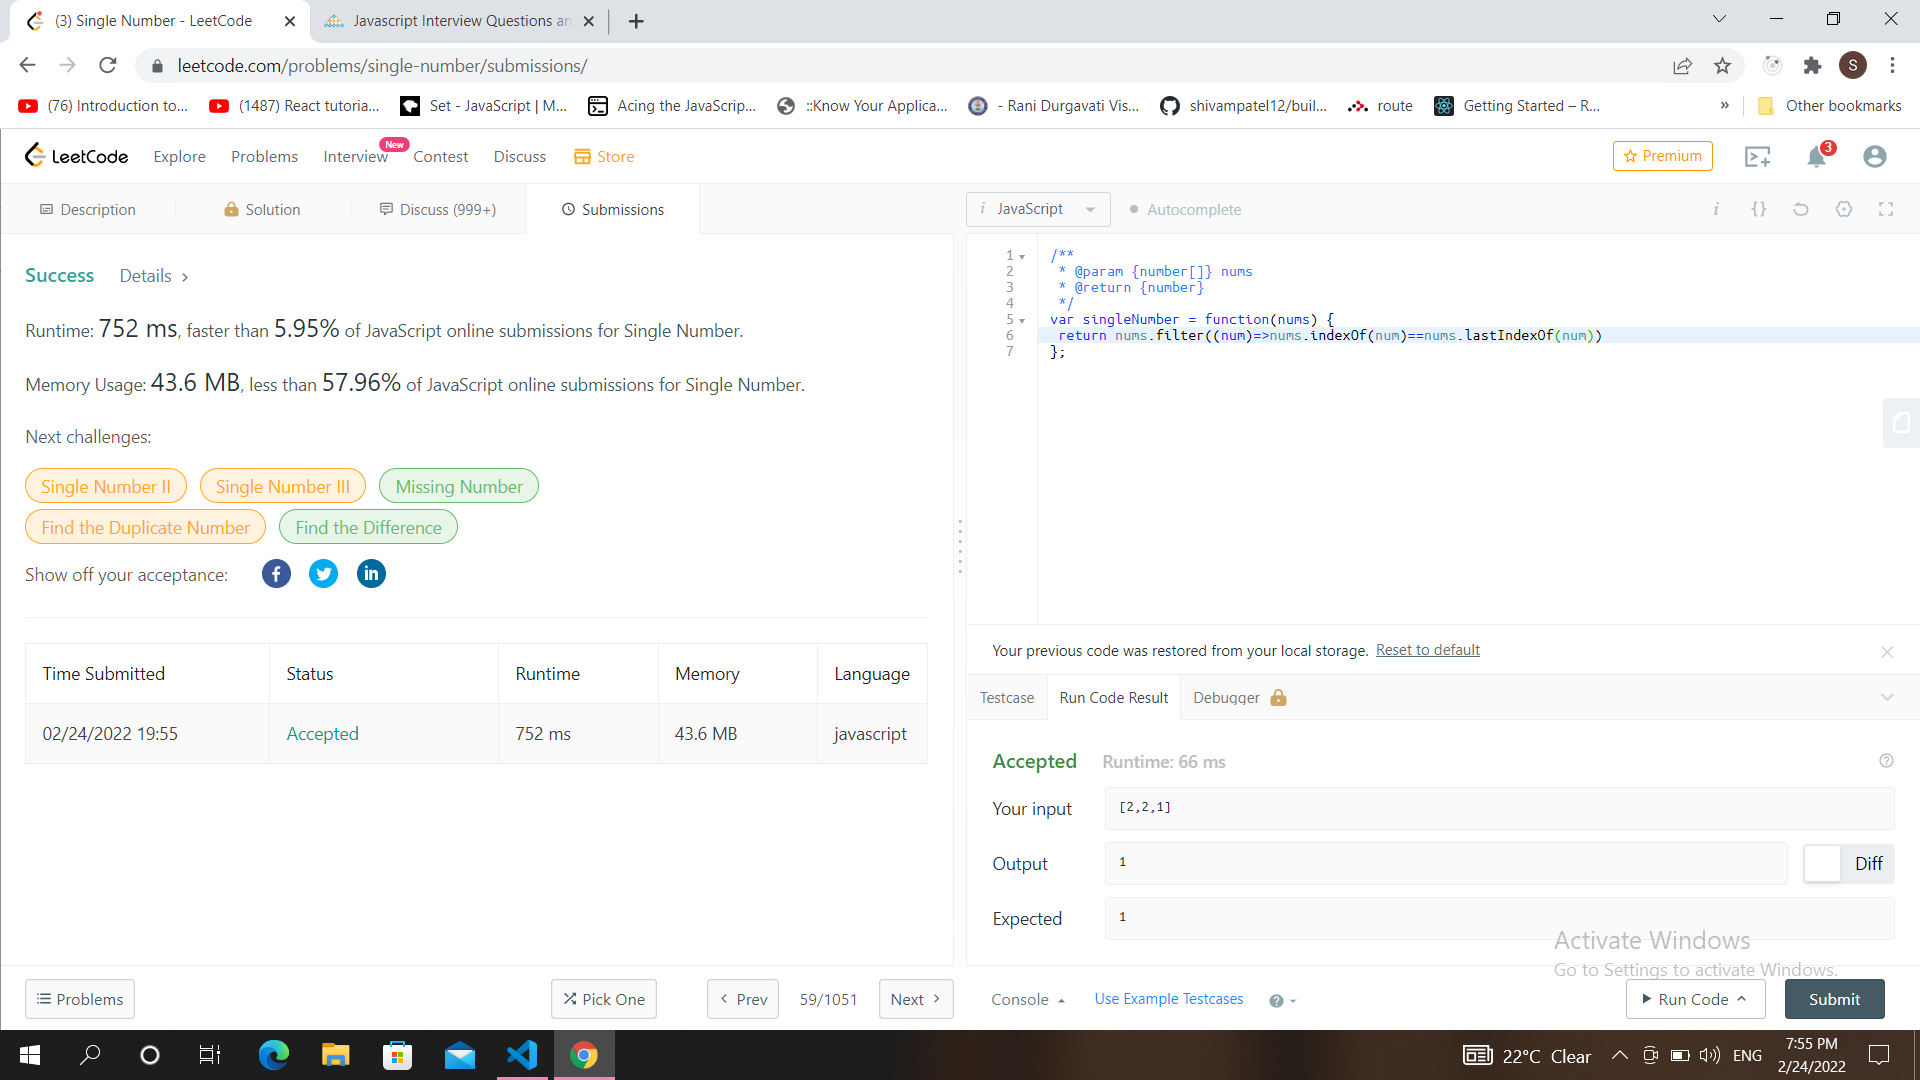 (3) Single Number - LeetCode
Javascript Interview Questions an
leetcode.com/problems/single-number/submissions/
S
(76) Introduction to...
(1487) React tutoria...
Set - JavaScript | M...
Acing the JavaScrip...
::Know Your Applica...
- Rani Durgavati Vis...
shivampatel12/buil...
route
Getting Started – R...
»
Other bookmarks
LeetCode
Explore
Problems
Interview
New
Contest
Discuss
Store
Premium
3
Description
Solution
Discuss (999+)
Submissions
i JavaScript
Autocomplete
i {}
Success Details >
Runtime: 752 ms, faster than 5.95% of JavaScript online submissions for Single Number.
Memory Usage: 43.6 MB, less than 57.96% of JavaScript online submissions for Single Number.
Next challenges:
Single Number II
Single Number III
Missing Number
Find the Duplicate Number
Find the Difference
Show off your acceptance:
f
in
Time Submitted Status Runtime Memory Language
02/24/2022 19:55 Accepted 752 ms 43.6 MB javascript
Problems
Pick One
< Prev
59/1051
Next >
1 /**
2 * @param {number[]} nums
3 * @return {number}
4 */
5 var singleNumber = function(nums) {
6 return nums.filter((num)=>nums.indexOf(num)==nums.lastIndexOf(num))
7 };
Your previous code was restored from your local storage. Reset to default
Testcase
Run Code Result
Debugger
Accepted Runtime: 66 ms
Your input [2,2,1]
Output 1
Diff
Expected 1
Activate Windows
Go to Settings to activate Windows.
Console
Use Example Testcases
?
Run Code
Submit
22°C Clear
ENG
7:55 PM
2/24/2022